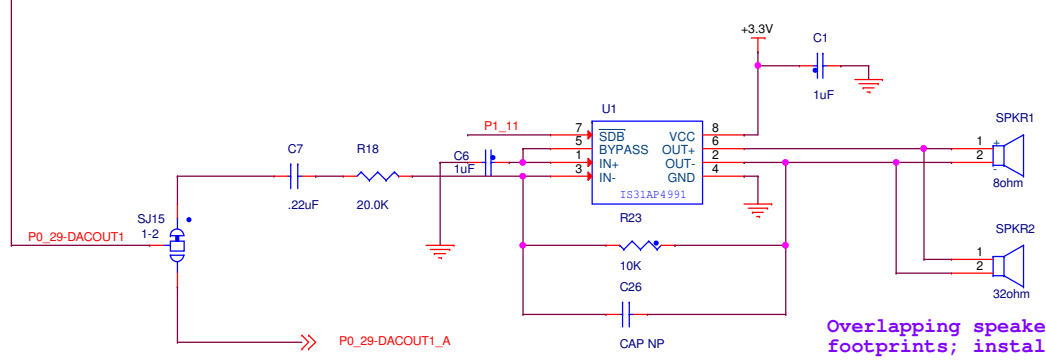 +3.3V
C1
1uF
U1
SPKR1
P1_11
7 SDB VCC 8
5 BYPASS OUT+ 6
1 IN+ OUT- 2
3 IN- GND 4
IS31AP4991
C6
1uF
1 +
2 -
8ohm
C7
R18
.22uF
20.0K
R23
10K
SJ15
1-2
P0_29-DACOUT1
SPKR2
1
2
32ohm
C26
CAP NP
P0_29-DACOUT1_A
Overlapping speake
footprints; instal